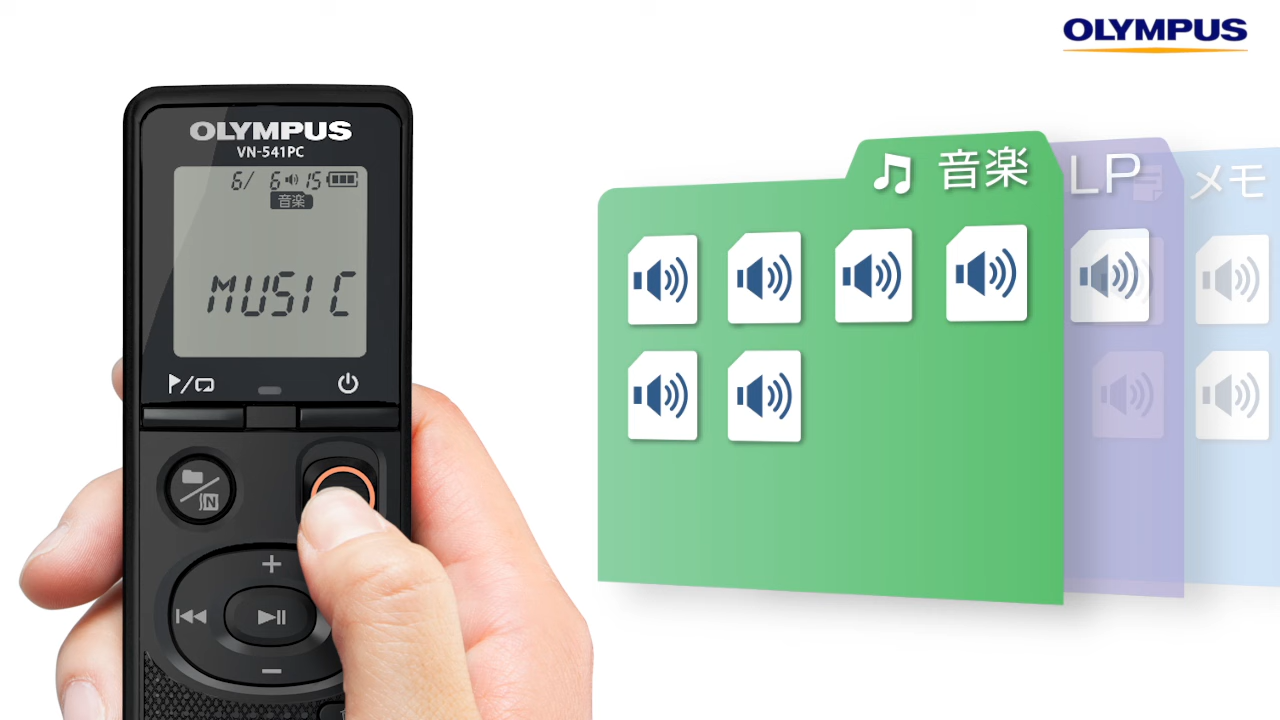 OLYMPUS
OLYMPUS
VN-541PC
6/ 6 15
音楽
MUSIC
N
音楽
LP
メモ